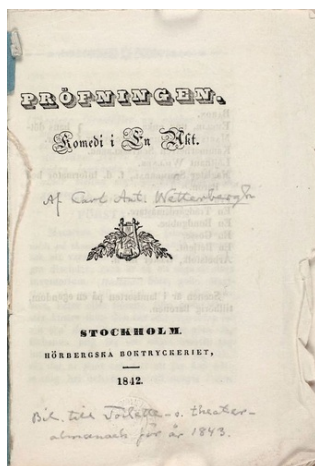 PRÖFNINGEN.
Komedi i En Akt.
Af Carl Ant. Wetterbergh
STOCKHOLM.
HÖRBERGSKA BOKTRYCKERIET,
1842.
Bil. till Toilett- o. theater-
almanach för år 1843.